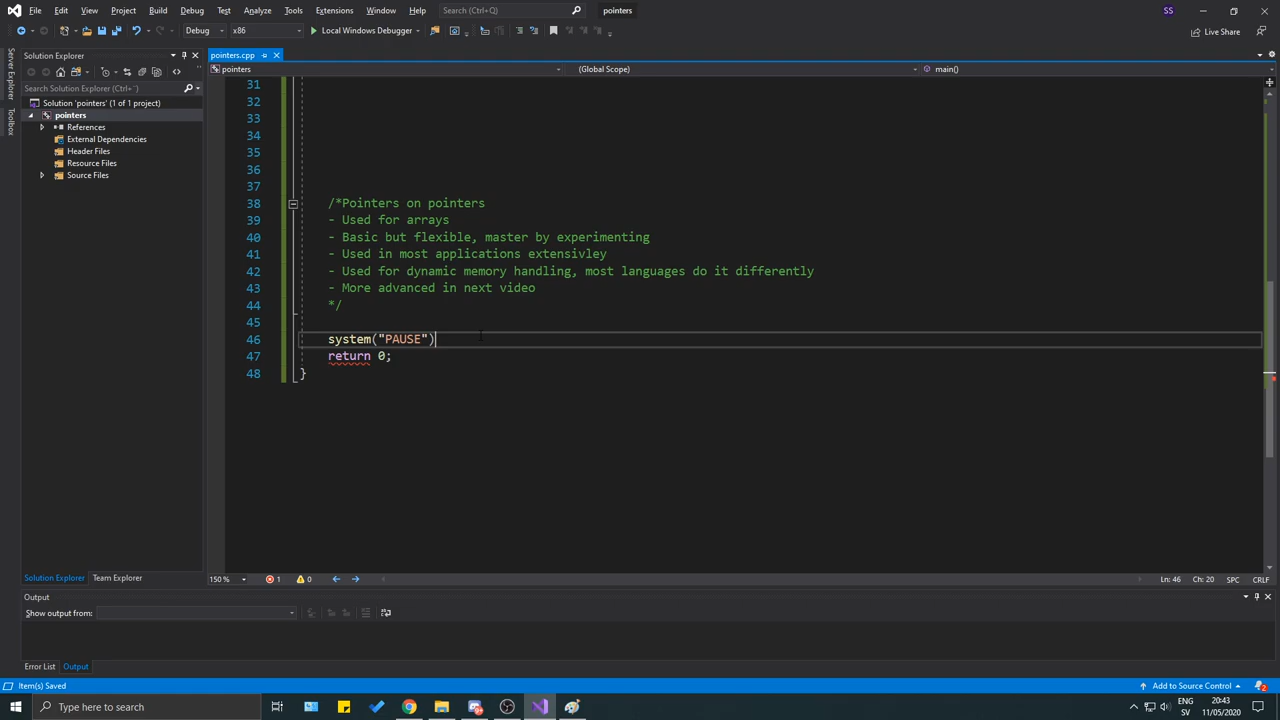 File Edit View Project Build Debug Test Analyze Tools Extensions Window Help Search (Ctrl+Q) pointers SS
Debug x86 Local Windows Debugger Live Share
Server Explorer
Toolbox
Solution Explorer
Search Solution Explorer (Ctrl+¨)
Solution 'pointers' (1 of 1 project)
pointers
References
External Dependencies
Header Files
Resource Files
Source Files
Solution Explorer Team Explorer
pointers.cpp
pointers (Global Scope) main()
31
32
33
34
35
36
37
38 /*Pointers on pointers
39 - Used for arrays
40 - Basic but flexible, master by experimenting
41 - Used in most applications extensivley
42 - Used for dynamic memory handling, most languages do it differently
43 - More advanced in next video
44 */
45
46 system("PAUSE")
47 return 0;
48 }
150 % 1 0 Ln: 46 Ch: 20 SPC CRLF
Output
Show output from:
Error List Output
Item(s) Saved Add to Source Control 2
Type here to search ENG 20:43
SV 11/05/2020 2